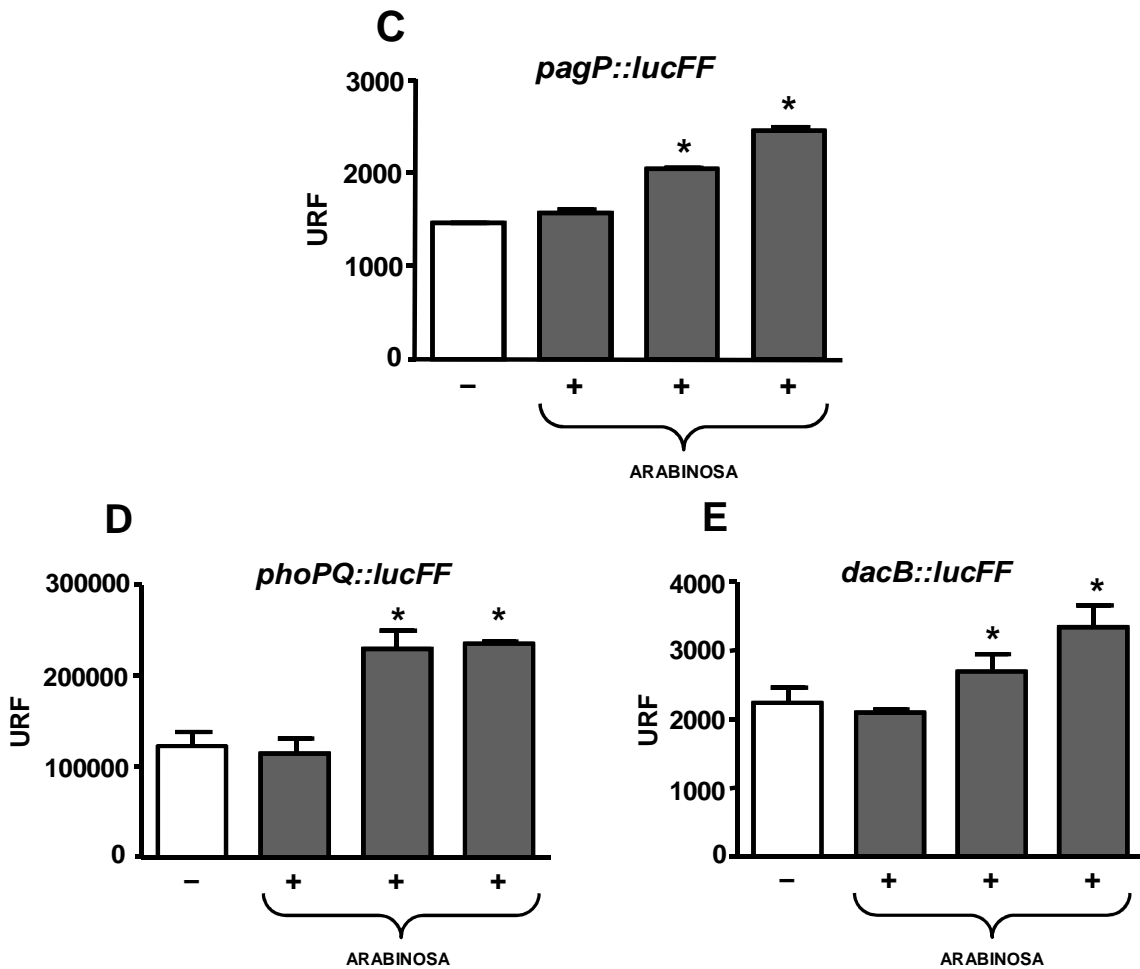 C
pagP::lucFF
3000
2000
1000
0
URF
– + + +
ARABINOSA
D
phoPQ::lucFF
300000
200000
100000
0
URF
* *
– + + +
ARABINOSA
E
dacB::lucFF
4000
3000
2000
1000
0
URF
*
*
– + + +
ARABINOSA